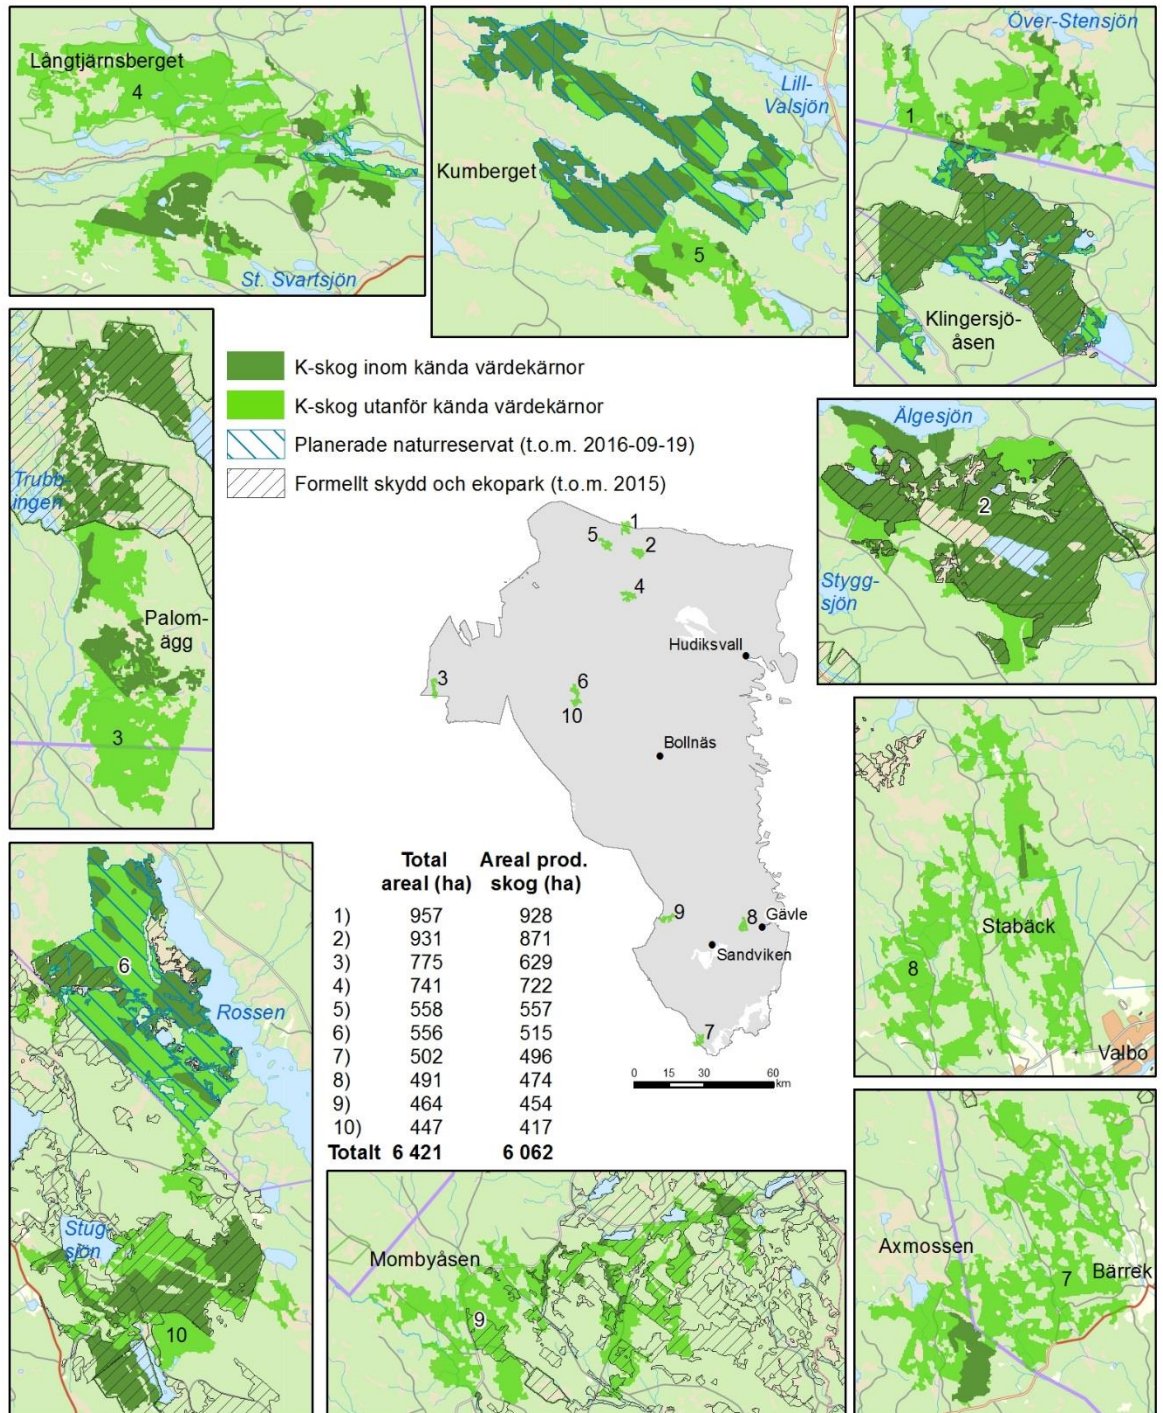 Långtjärnsberget
4
St. Svartsjön
Lill-
Valsjön
Kumberget
5
Över-Stensjön
1
Klingersjö-
åsen
Trubb-
ingen
Palom-
ägg
3
K-skog inom kända värdekärnor
K-skog utanför kända värdekärnor
Planerade naturreservat (t.o.m. 2016-09-19)
Formellt skydd och ekopark (t.o.m. 2015)
Älgesjön
2
Stygg-
sjön
1
5
2
4
Hudiksvall
3
6
10
Bollnäs
9
8
Gävle
Sandviken
7
0 15 30 60
km
Total Areal prod.
areal (ha) skog (ha)
1) 957 928
2) 931 871
3) 775 629
4) 741 722
5) 558 557
6) 556 515
7) 502 496
8) 491 474
9) 464 454
10) 447 417
Totalt 6 421 6 062
Stabäck
8
Valbo
6
Rossen
Stug-
sjön
10
Mombyåsen
9
Axmossen
7
Bärrek